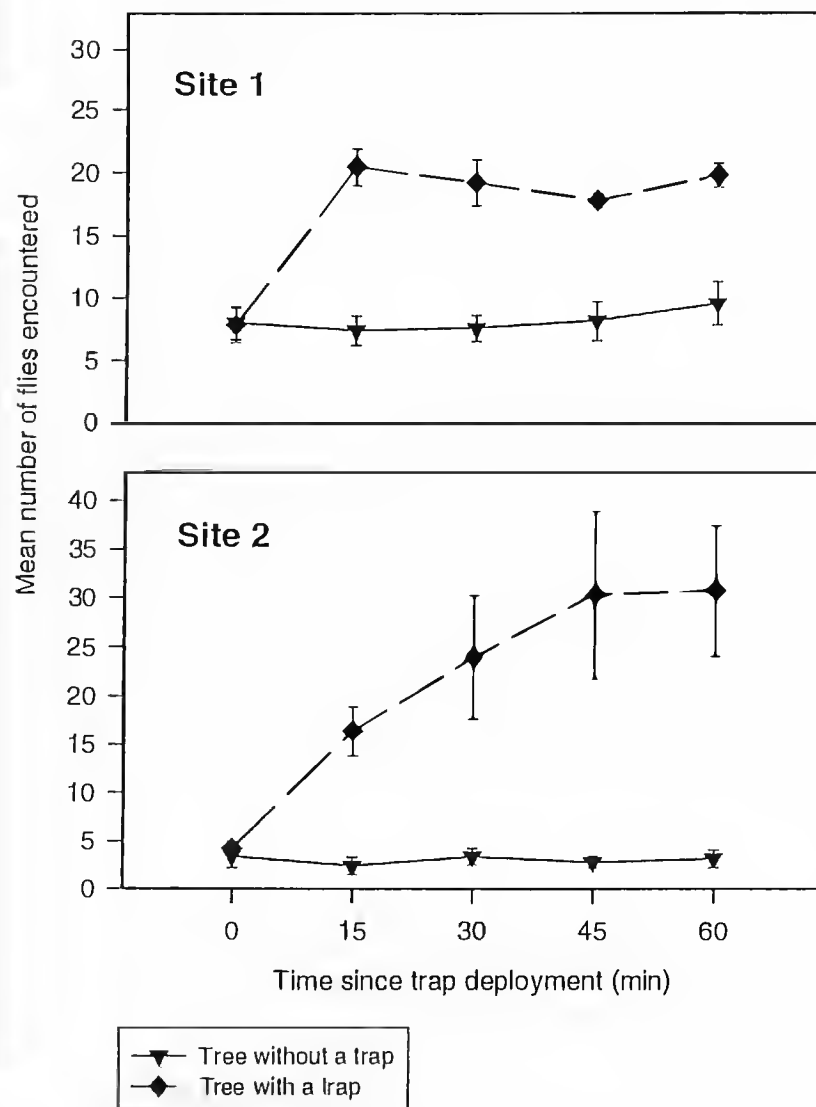 Mean number of flies encountered
Site 1
30
25
20
15
10
5
0
Site 2
40
35
30
25
20
15
10
5
0
0 15 30 45 60
Time since trap deployment (min)
Tree without a trap
Tree with a trap